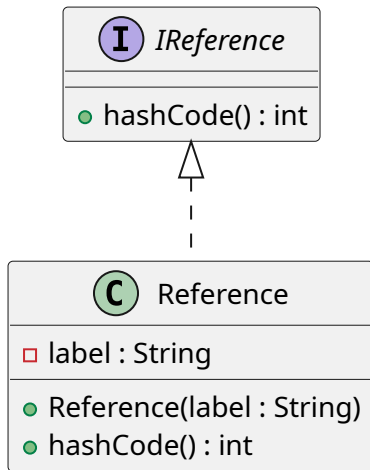 I IReference
hashCode() : int
C Reference
label : String
Reference(label : String)
hashCode() : int